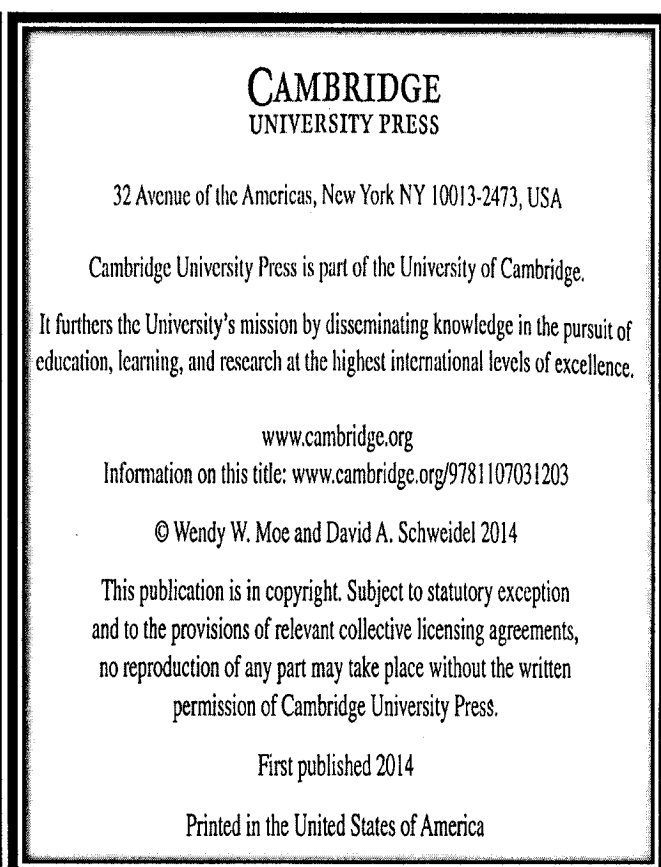 CAMBRIDGE
UNIVERSITY PRESS
32 Avenue of the Americas, New York NY 10013-2473, USA
Cambridge University Press is part of the University of Cambridge.
It furthers the University's mission by disseminating knowledge in the pursuit of
education, learning, and research at the highest international levels of excellence.
www.cambridge.org
Information on this title: www.cambridge.org/9781107031203
© Wendy W. Moe and David A. Schweidel 2014
This publication is in copyright. Subject to statutory exception
and to the provisions of relevant collective licensing agreements,
no reproduction of any part may take place without the written
permission of Cambridge University Press.
First published 2014
Printed in the United States of America